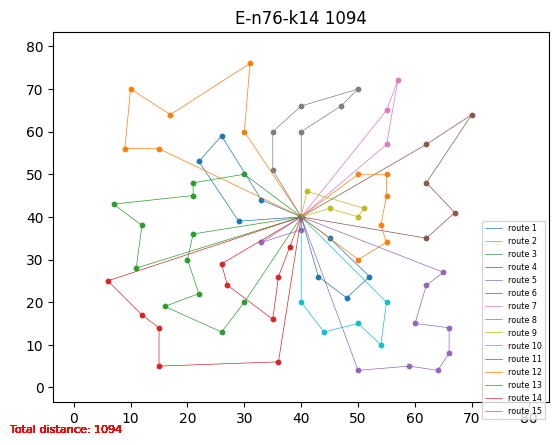 E-n76-k14 1094
80
70
60
50
40
30
20
10
0
0 10 20 30 40 50 60 70 80
route 1
route 2
route 3
route 4
route 5
route 6
route 7
route 8
route 9
route 10
route 11
route 12
route 13
route 14
route 15
Total distance: 1094